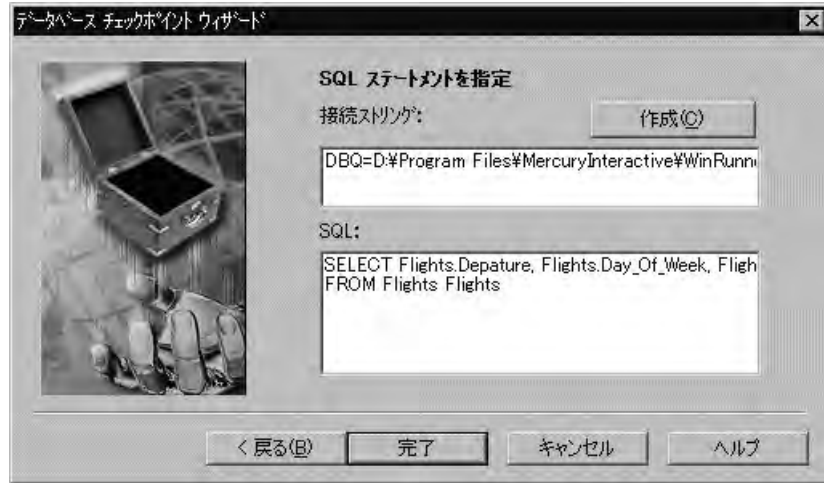 データベース チェックポイント ウィザード
SQL ステートメントを指定
接続ストリング:
作成(C)
DBQ=D:¥Program Files¥MercuryInteractive¥WinRunn
SQL:
SELECT Flights.Depature, Flights.Day_Of_Week, Fligh
FROM Flights Flights
< 戻る(B)
完了
キャンセル
ヘルプ